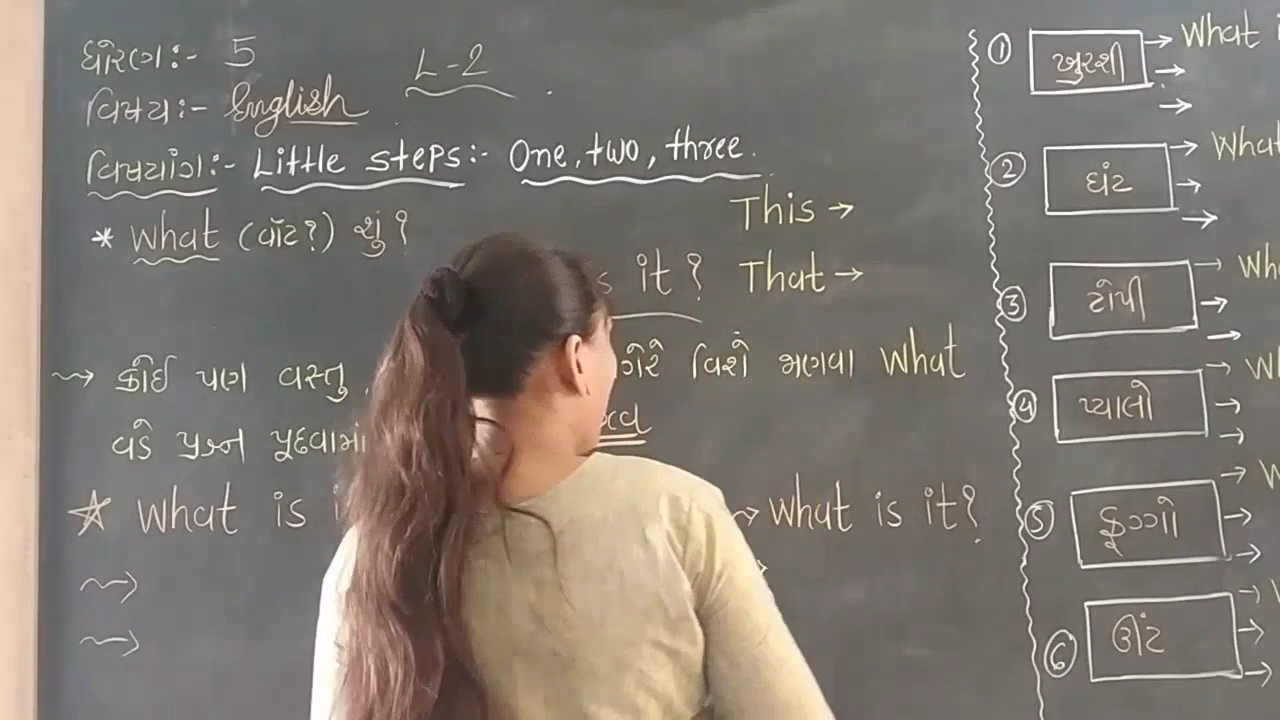 ધોરણ:- 5
L-2
વિષય:- English
વિષયાંગ:- Little steps:- One, two, three.
* What (વૉટ?) શું?
This →
it? That →
→ કોઈ પણ વસ્તુ, વિશે જાણવા What
વડે પ્રશ્ન પૂછવામાં
☆ What is
→ What is it?
→
→
① ખુરશી → What
→
→
② ઘંટ → What
→
→
③ ટોપી →
→
→
④ પ્યાલો →
→
→
⑤ ફુગ્ગો →
→
→
⑥ ઊંટ →
→
→